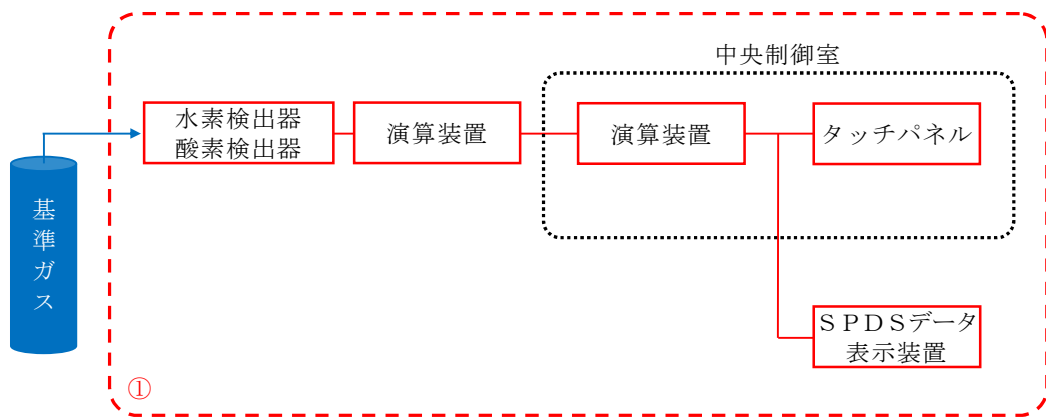 中央制御室
水素検出器
酸素検出器
演算装置
演算装置
タッチパネル
基準ガス
ＳＰＤＳデータ
表示装置
①